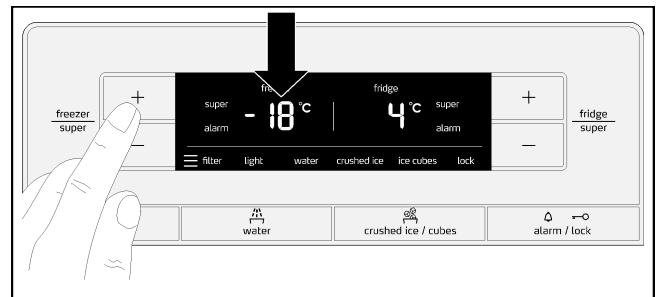 fridge
super
-18 °C
4 °C
super
alarm
alarm
+
+
freezer
super
fridge
super
-
-
filter
light
water
crushed ice
ice cubes
lock
water
crushed ice / cubes
alarm / lock